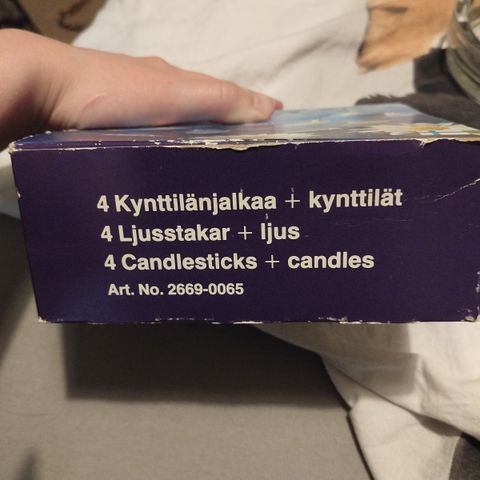 4 Kynttilänjalkaa + kynttilät
4 Ljusstakar + ljus
4 Candlesticks + candles
Art. No. 2669-0065